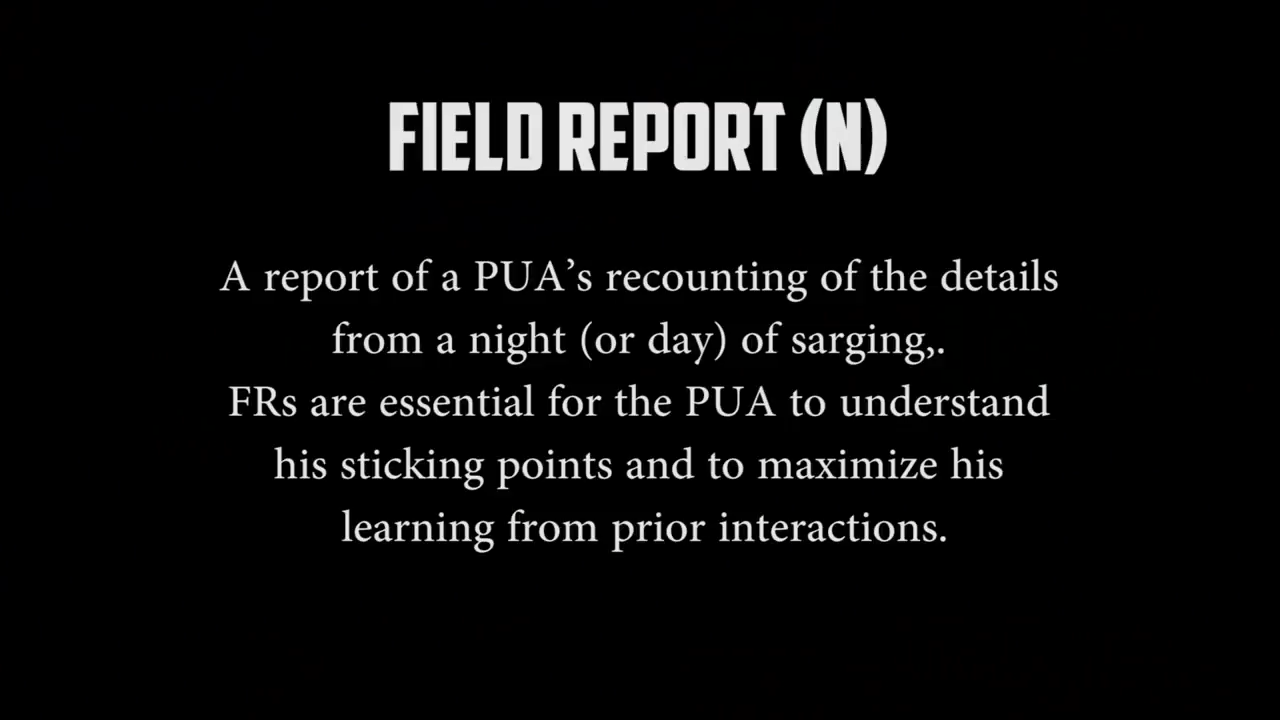 FIELD REPORT (N)
A report of a PUA’s recounting of the details
from a night (or day) of sarging,.
FRs are essential for the PUA to understand
his sticking points and to maximize his
learning from prior interactions.